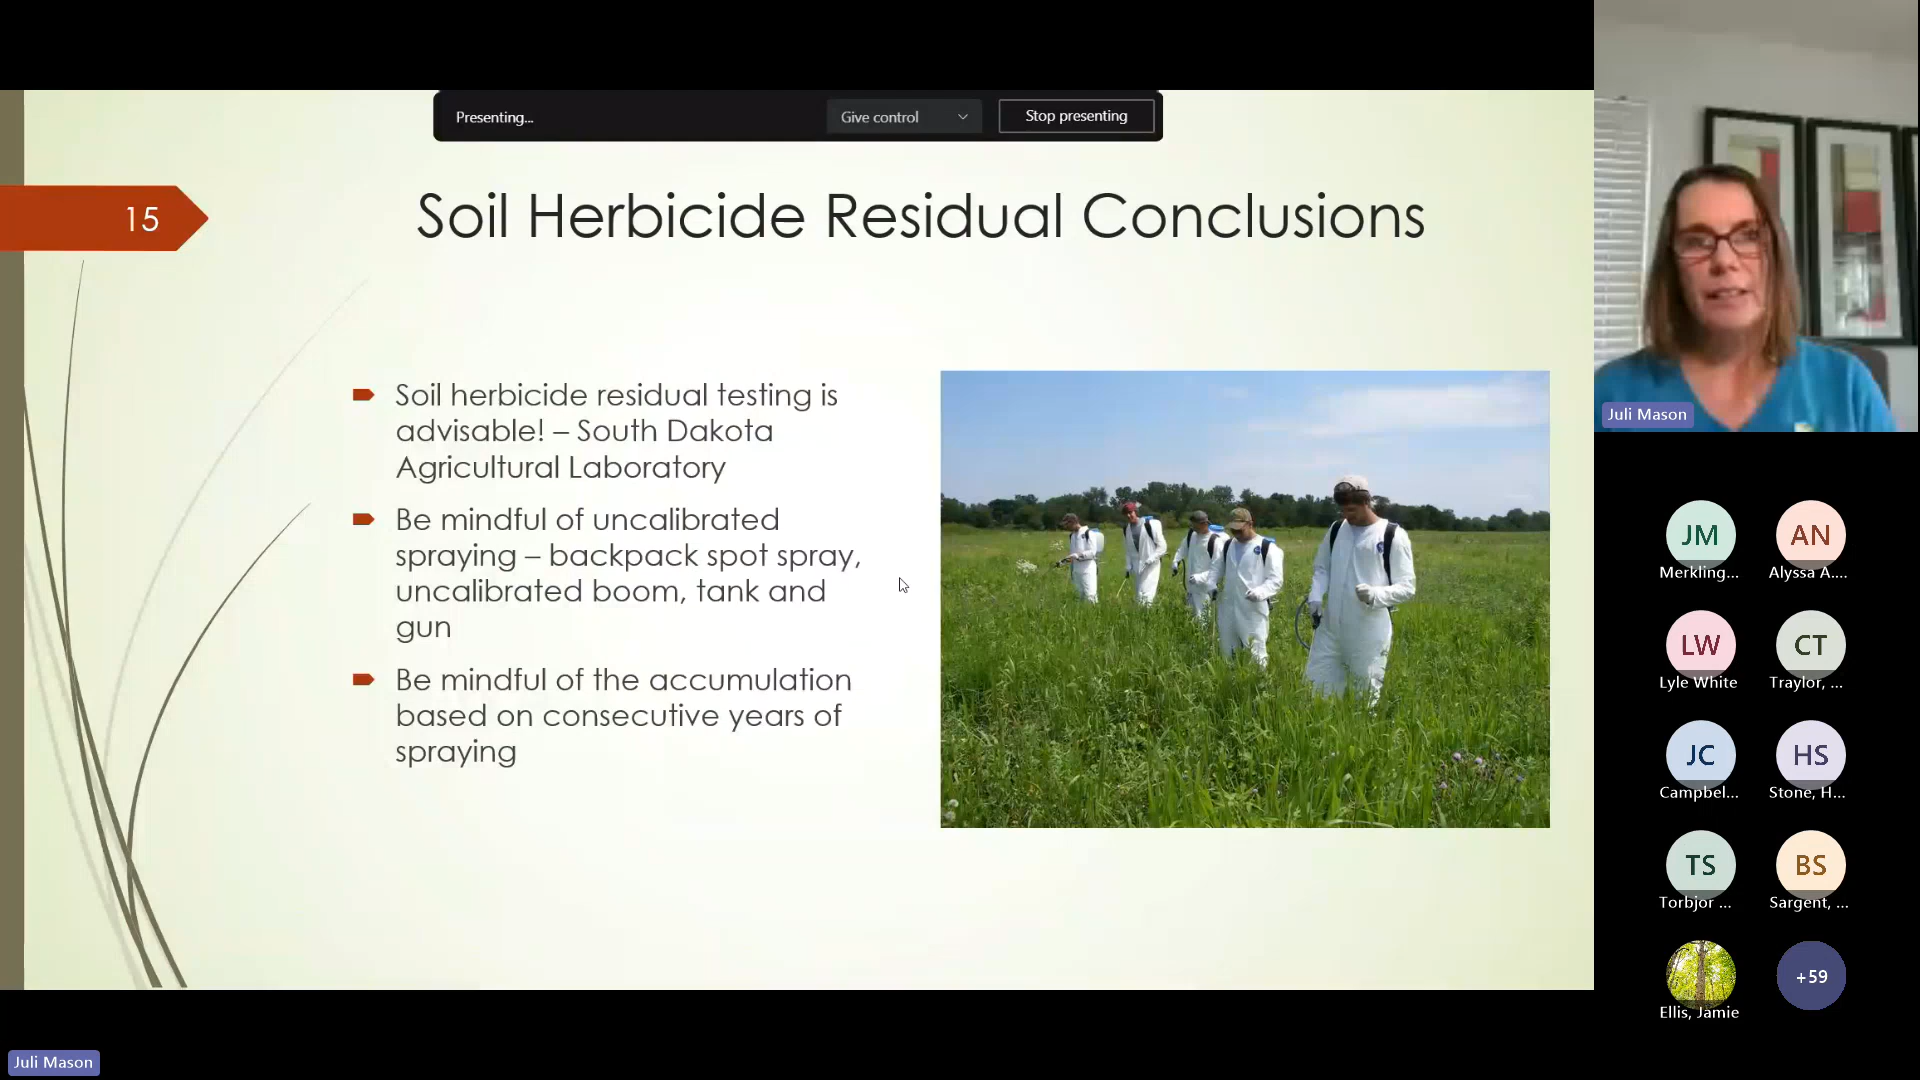 Presenting...
Give control
Stop presenting
15
Soil Herbicide Residual Conclusions
Soil herbicide residual testing is
advisable! – South Dakota
Agricultural Laboratory
Be mindful of uncalibrated
spraying – backpack spot spray,
uncalibrated boom, tank and
gun
Be mindful of the accumulation
based on consecutive years of
spraying
Juli Mason
JM
AN
Merkling...
Alyssa A....
LW
CT
Lyle White
Traylor, ...
JC
HS
Campbel...
Stone, H...
TS
BS
Torbjor ...
Sargent, ...
+59
Ellis, Jamie
Juli Mason